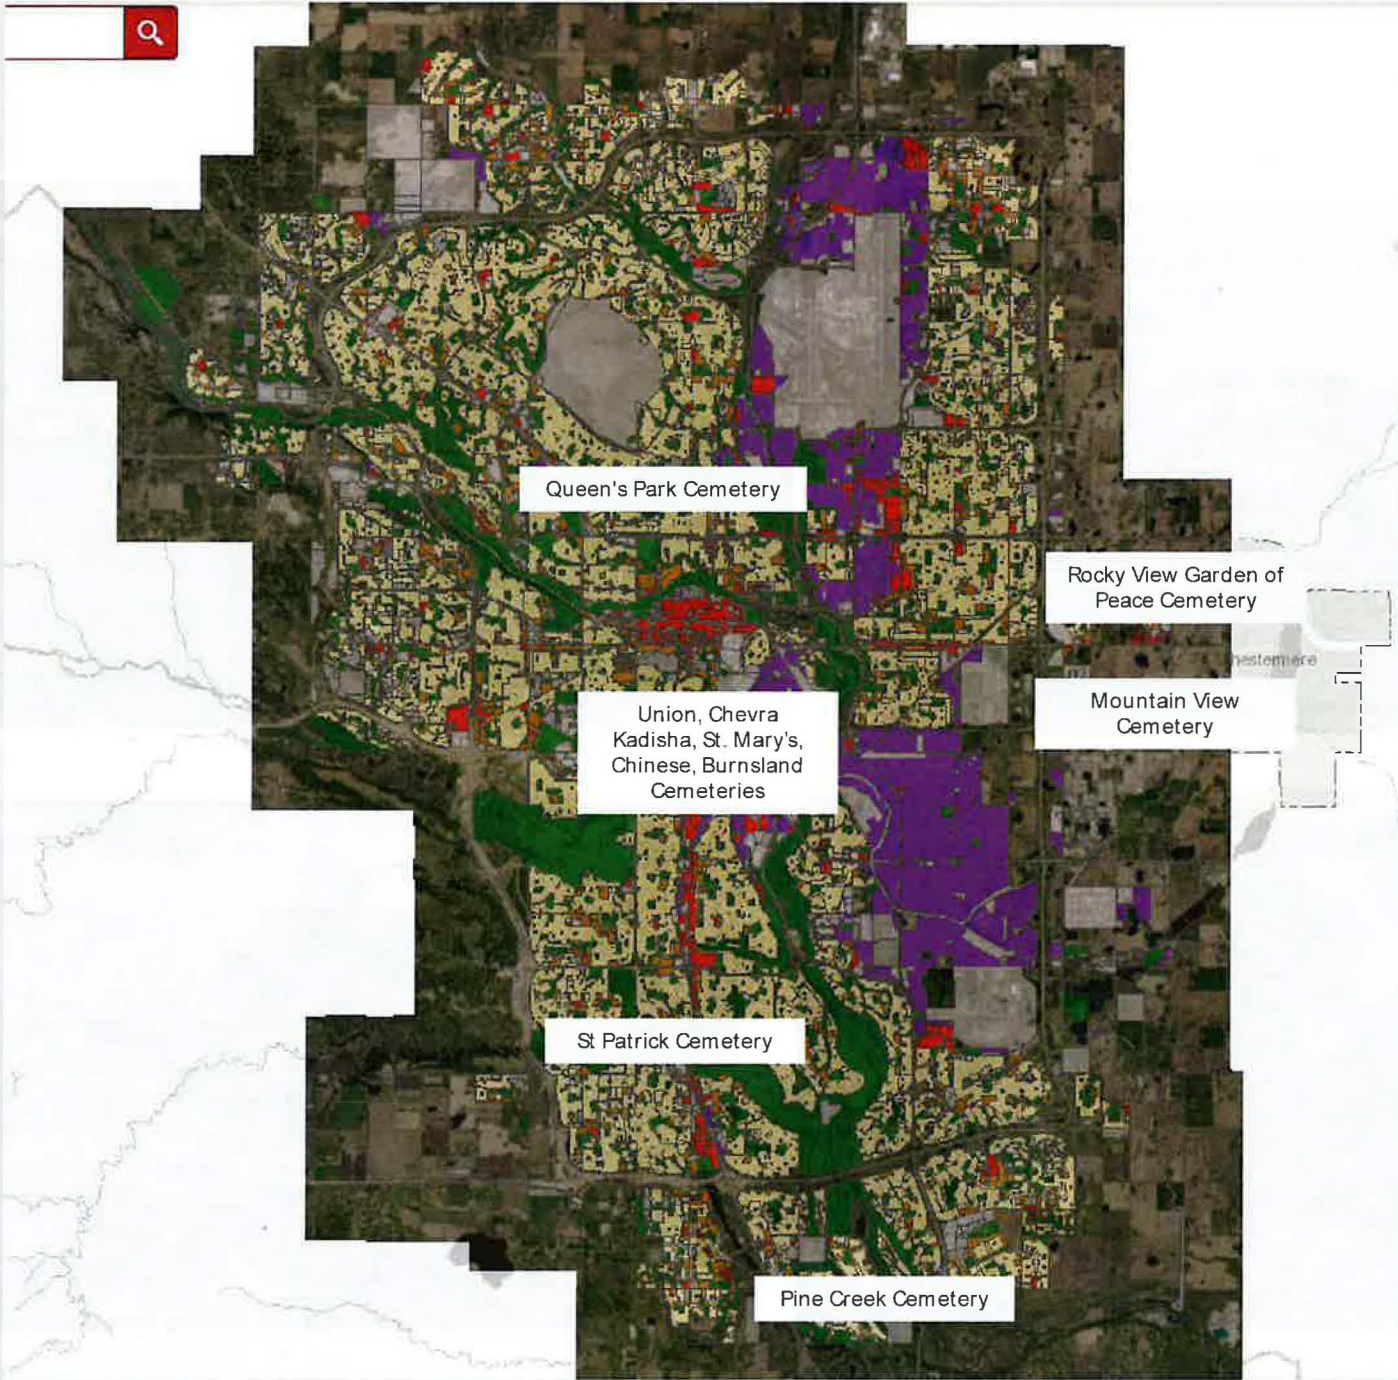 Queen's Park Cemetery
Rocky View Garden of
Peace Cemetery
hestermere
Mountain View
Cemetery
Union, Chevra
Kadisha, St. Mary's,
Chinese, Burnsland
Cemeteries
St Patrick Cemetery
Pine Creek Cemetery